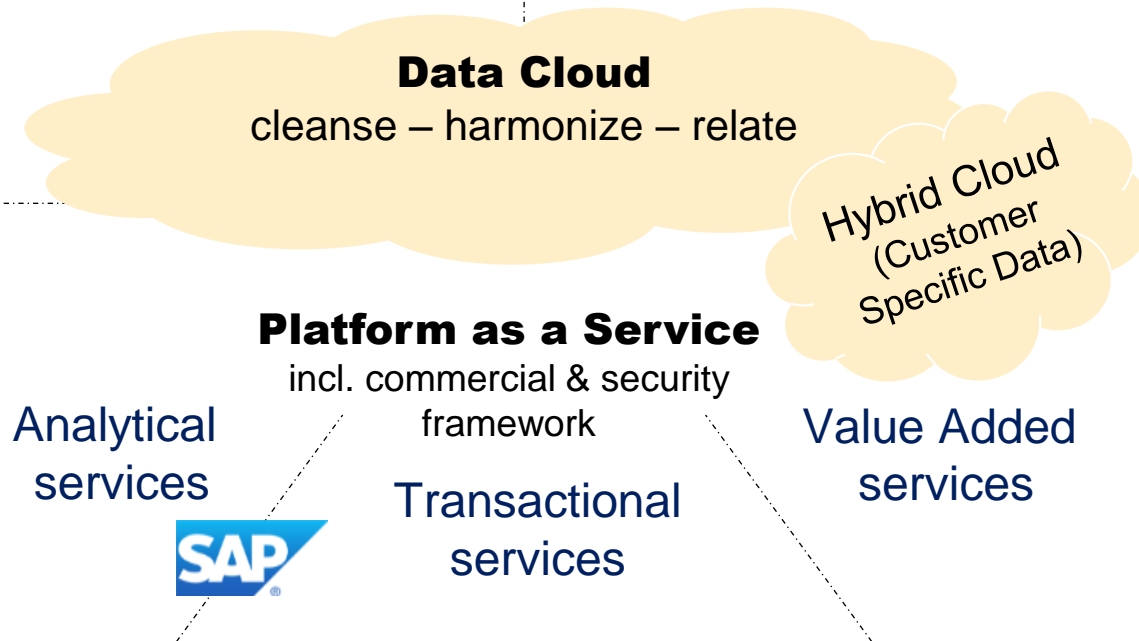 Data Cloud
cleanse – harmonize – relate
Hybrid Cloud
(Customer
Specific Data)
Platform as a Service
incl. commercial & security
framework
Analytical
services
Value Added
services
Transactional
services
SAP
®